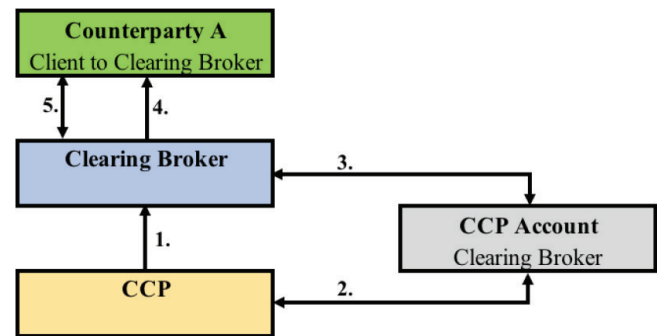 Counterparty A
Client to Clearing Broker
5.
4.
Clearing Broker
3.
CCP Account
Clearing Broker
1.
CCP
2.